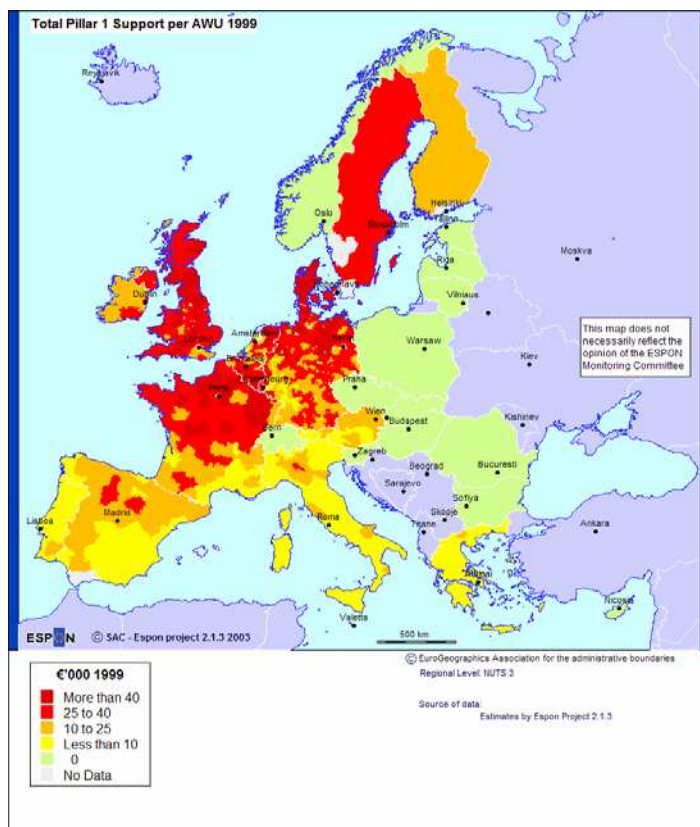 Total Pillar 1 Support per AWU 1999
Reykjavik
Oslo
Helsinki
Tallinn
Stockholm
Riga
Moskva
Vilnius
Dublin
London
Amsterdam
Warsaw
Kiev
This map does not
necessarily reflect the
opinion of the ESPON
Monitoring Committee
Paris
Praha
Wien
Budapest
Kishinev
Bern
Zagreb
Beograd
Bucuresti
Sarajevo
Sofiya
Skopje
Tirane
Roma
Madrid
Lisboa
Ankara
Athinai
Valetta
Nicosia
500 km
ESPON © SAC - Espon project 2.1.3 2003
© EuroGeographics Association for the administrative boundaries
Regional Level: NUTS 3
Source of data:
Estimates by Espon Project 2.1.3
€'000 1999
More than 40
25 to 40
10 to 25
Less than 10
0
No Data